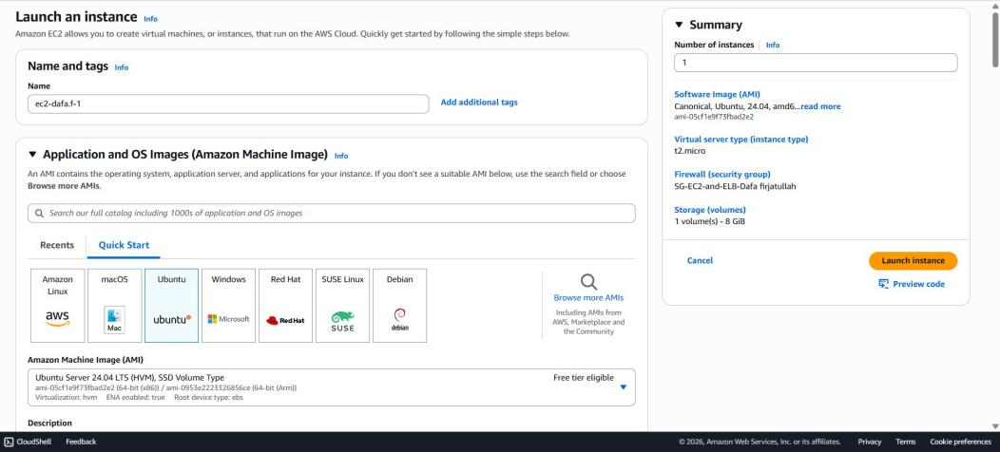 Launch an instance Info
Amazon EC2 allows you to create virtual machines, or instances, that run on the AWS Cloud. Quickly get started by following the simple steps below.
Name and tags Info
Name
ec2-dafa.f-1
Add additional tags
Application and OS Images (Amazon Machine Image) Info
An AMI contains the operating system, application server, and applications for your instance. If you don't see a suitable AMI below, use the search field or choose
Browse more AMIs.
Search our full catalog including 1000s of application and OS images
Recents
Quick Start
Amazon
Linux
aws
macOS
Mac
Ubuntu
ubuntu
Windows
Microsoft
Red Hat
RedHat
SUSE Linux
SUSE
Debian
debian
Browse more AMIs
Including AMIs from
AWS, Marketplace and
the Community
Amazon Machine Image (AMI)
Ubuntu Server 24.04 LTS (HVM), SSD Volume Type
Free tier eligible
ami-05cf1e9f73fbad2e2 (64-bit (x86)) / ami-0953e2223326856ce (64-bit (Arm))
Virtualization: hvm ENA enabled: true Root device type: ebs
Description
Summary
Number of instances Info
1
Software Image (AMI)
Canonical, Ubuntu, 24.04, amd6...read more
ami-05cf1e9f73fbad2e2
Virtual server type (instance type)
t2.micro
Firewall (security group)
SG-EC2-and-ELB-Dafa firjatullah
Storage (volumes)
1 volume(s) - 8 GiB
Cancel
Launch instance
Preview code
CloudShell Feedback
© 2026, Amazon Web Services, Inc. or its affiliates. Privacy Terms Cookie preferences